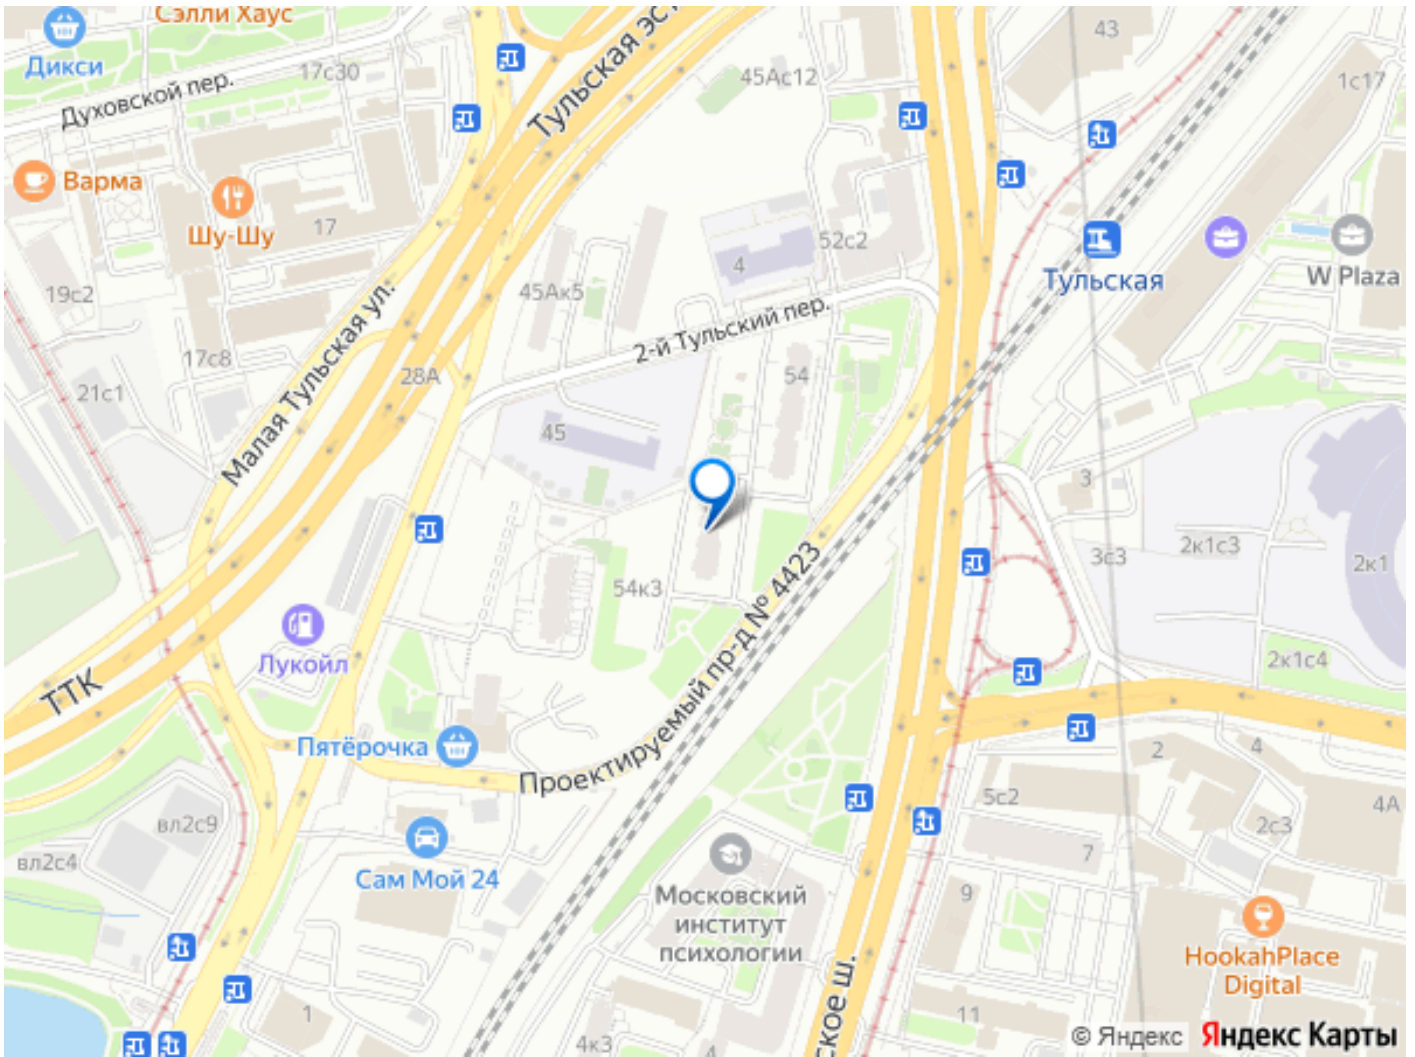 Сэлли Хаус
Дикси
17с30
Духовской пер.
Тульская эст
45Ас12
43
1с17
Варма
Шу-Шу
17
52с2
4
Тульская
W Plaza
19с2
45Ак5
2-й Тульский пер.
Малая Тульская ул.
17с8
28А
54
21с1
45
3
54к3
3с3
2к1с3
2к1
Проектируемый пр-д № 4423
Лукойл
2к1с4
ТТК
Пятёрочка
2
4
5с2
4А
вл2с9
2с3
вл2с4
7
Сам Мой 24
Московский
институт
психологии
9
HookahPlace
Digital
ское ш.
1
11
4к3
4
© Яндекс
Яндекс Карты